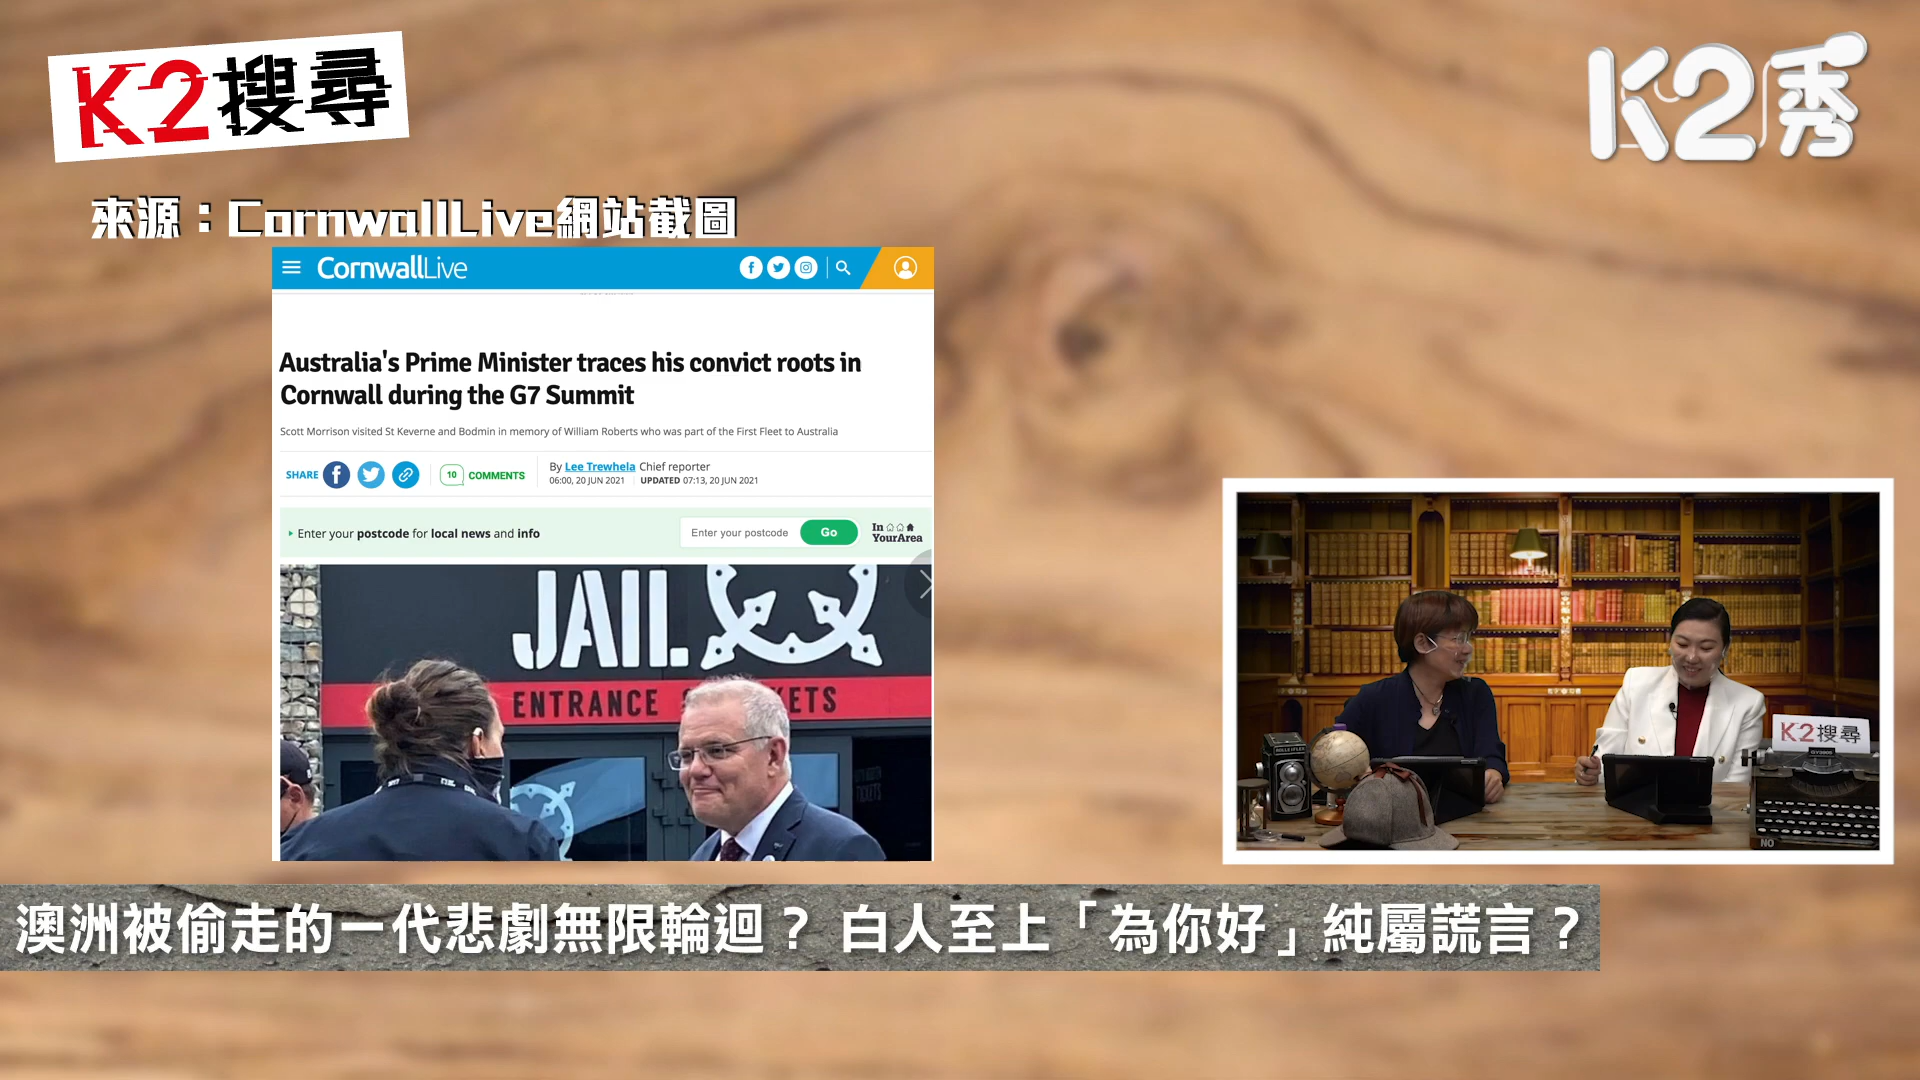 K2搜尋
K2秀
來源：CornwallLive網站截圖
CornwallLive
Australia's Prime Minister traces his convict roots in
Cornwall during the G7 Summit
Scott Morrison visited St Keverne and Bodmin in memory of William Roberts who was part of the First Fleet to Australia
SHARE
10 COMMENTS
By Lee Trewhela Chief reporter
06:00, 20 JUN 2021 UPDATED 07:13, 20 JUN 2021
Enter your postcode for local news and info
Enter your postcode
Go
In
YourArea
JAIL
ENTRANCE
KETS
ROLLEIFLEX
K2搜尋
NO
澳洲被偷走的一代悲劇無限輪迴？ 白人至上「為你好」純屬謊言？